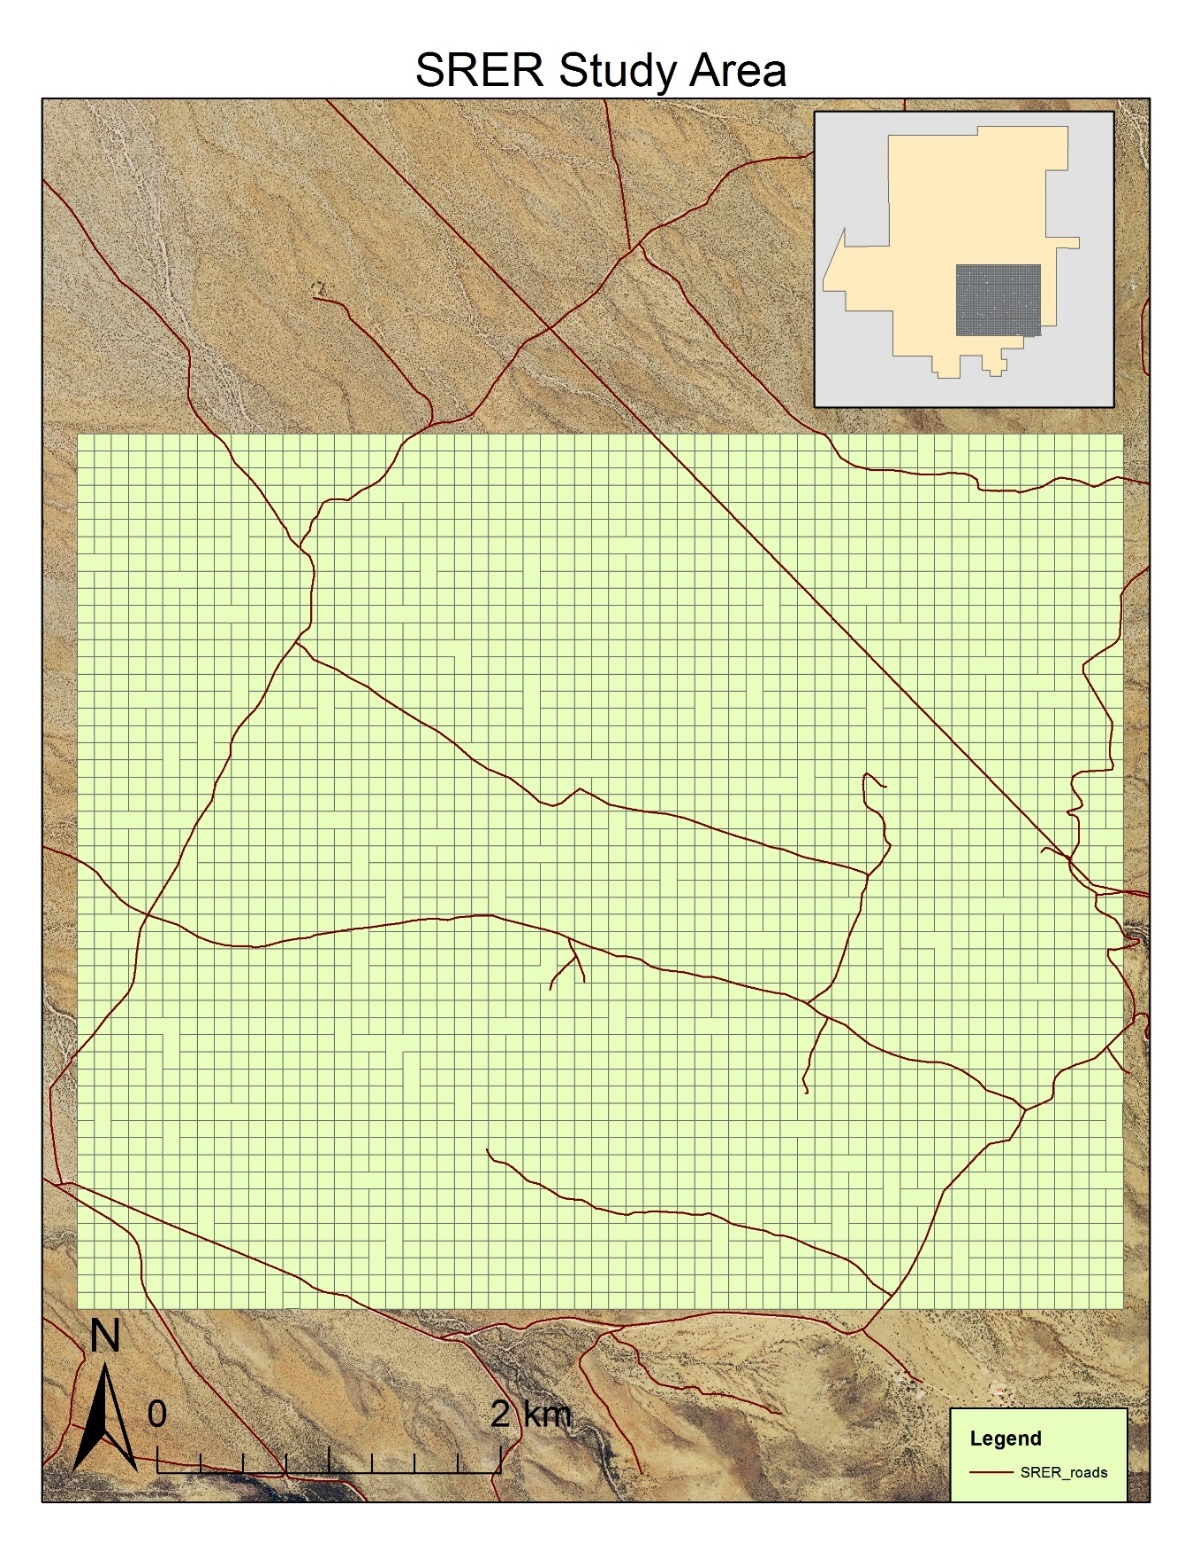 SRER Study Area
N
0
2 km
Legend
SRER_roads